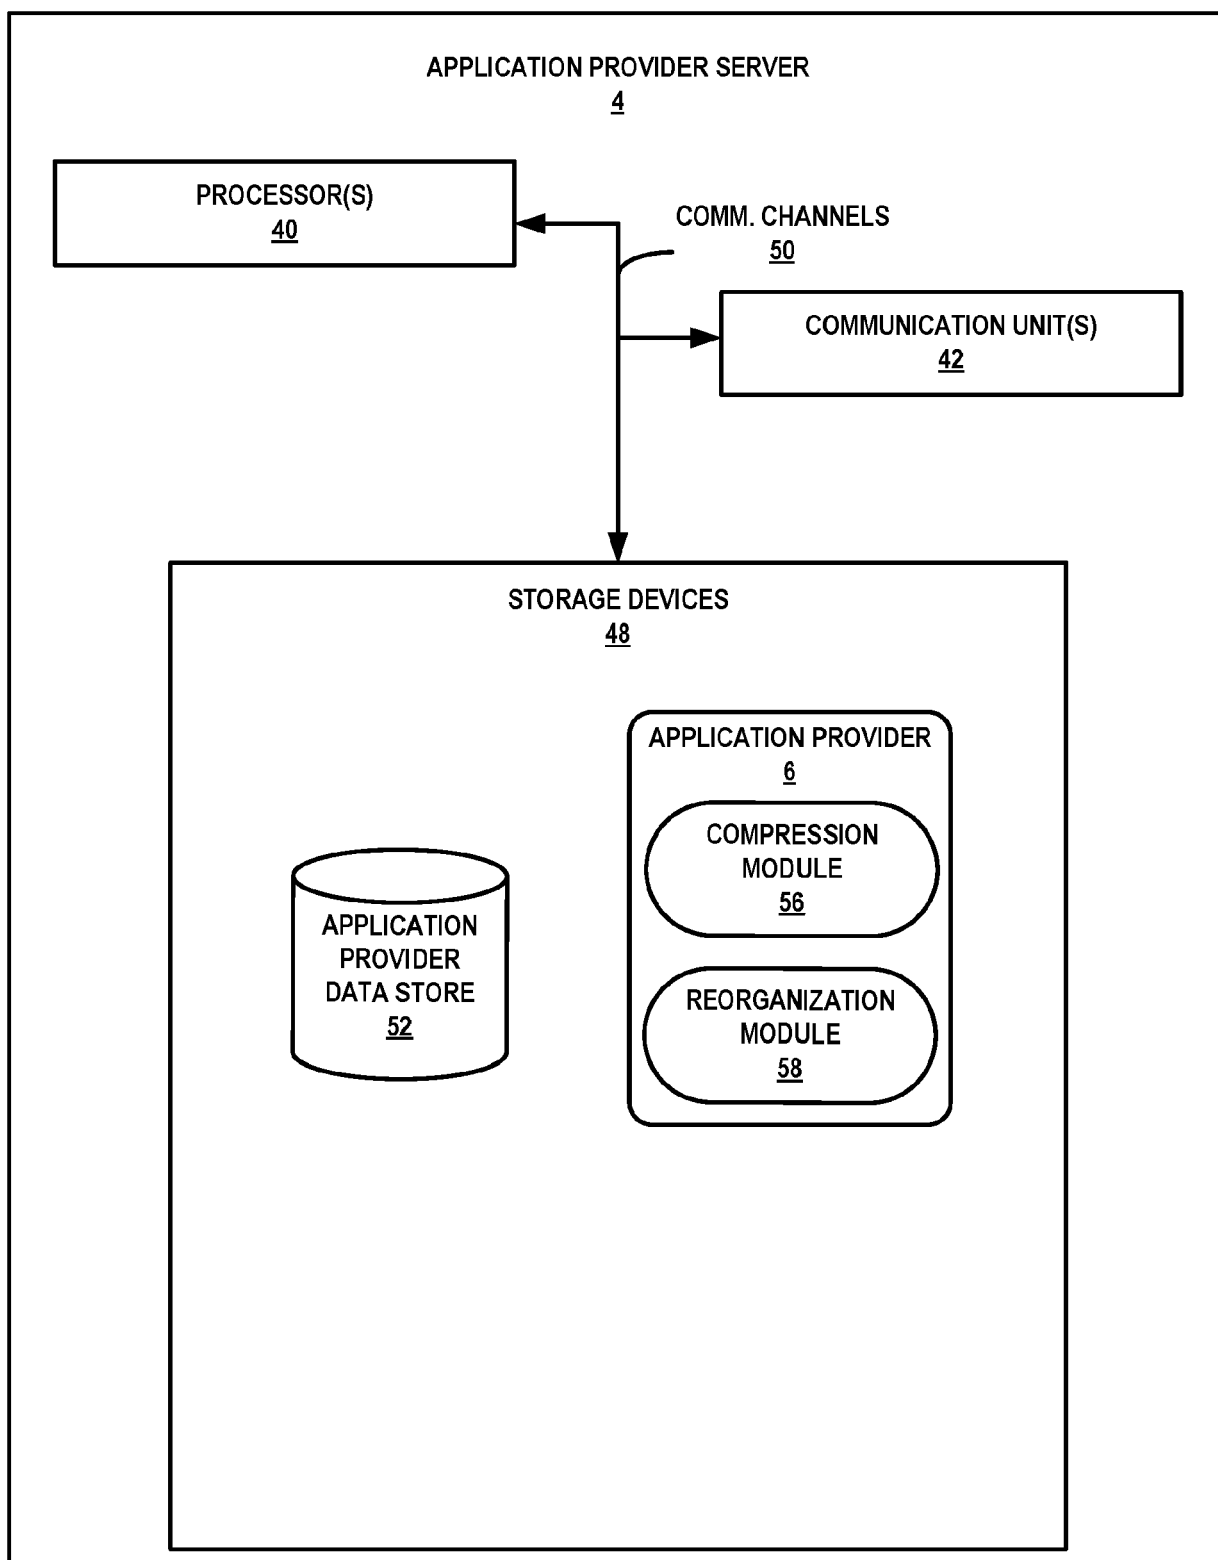 APPLICATION PROVIDER SERVER
4
PROCESSOR(S)
40
COMM. CHANNELS
50
COMMUNICATION UNIT(S)
42
STORAGE DEVICES
48
APPLICATION PROVIDER
6
COMPRESSION
MODULE
56
APPLICATION
PROVIDER
DATA STORE
52
REORGANIZATION
MODULE
58